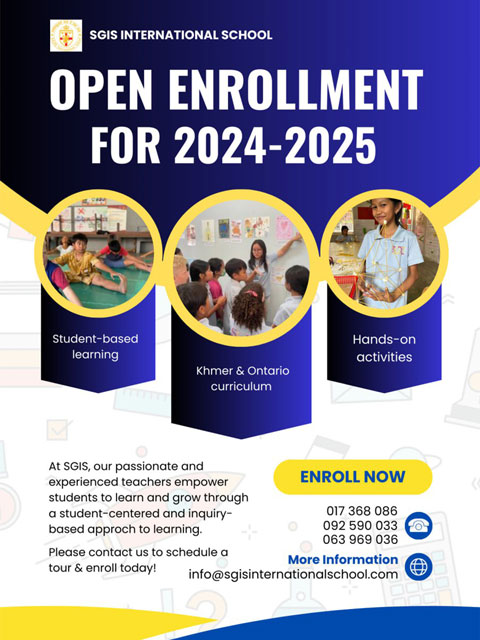 SGIS INTERNATIONAL SCHOOL
OPEN ENROLLMENT
FOR 2024-2025
Student-based
learning
Khmer & Ontario
curriculum
Hands-on
activities
At SGIS, our passionate and
experienced teachers empower
students to learn and grow through
a student-centered and inquiry-
based approch to learning.
Please contact us to schedule a
tour & enroll today!
ENROLL NOW
017 368 086
092 590 033
063 969 036
More Information
info@sgisinternationalschool.com